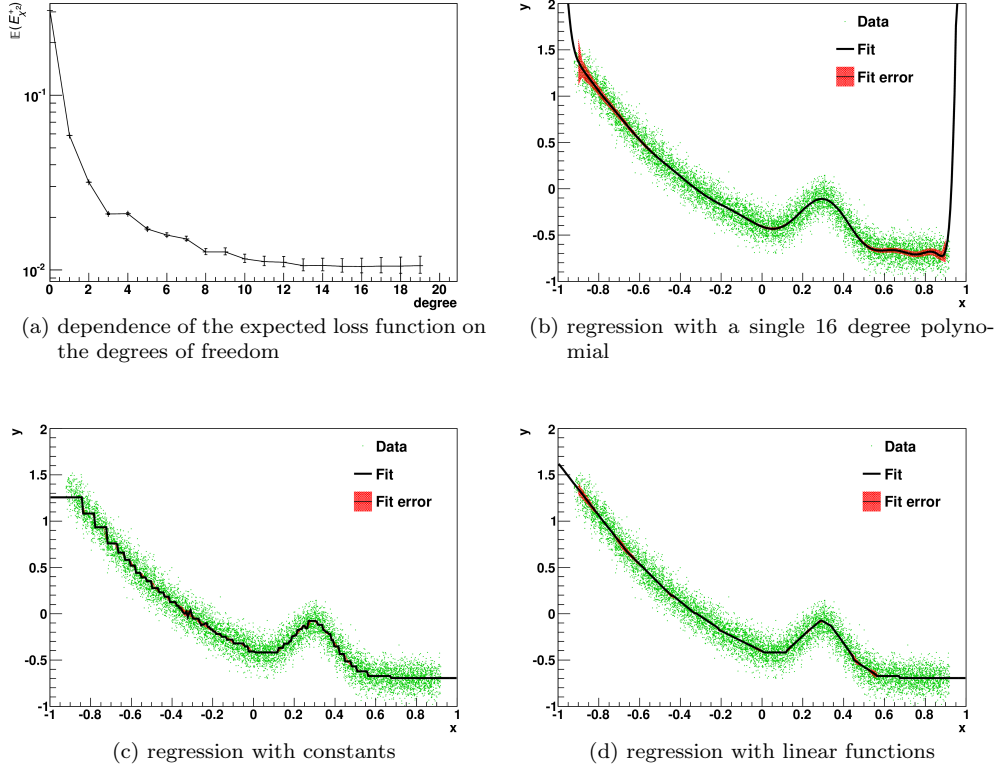 𝔼(E⁺χ²)
10⁻¹
10⁻²
0 2 4 6 8 10 12 14 16 18 20
degree
(a) dependence of the expected loss function on
the degrees of freedom
y
2
1.5
1
0.5
0
-0.5
-1
-1 -0.8 -0.6 -0.4 -0.2 0 0.2 0.4 0.6 0.8 1
x
Data
Fit
Fit error
(b) regression with a single 16 degree polyno-
mial
y
2
1.5
1
0.5
0
-0.5
-1
-1 -0.8 -0.6 -0.4 -0.2 0 0.2 0.4 0.6 0.8 1
x
Data
Fit
Fit error
(c) regression with constants
y
2
1.5
1
0.5
0
-0.5
-1
-1 -0.8 -0.6 -0.4 -0.2 0 0.2 0.4 0.6 0.8 1
x
Data
Fit
Fit error
(d) regression with linear functions